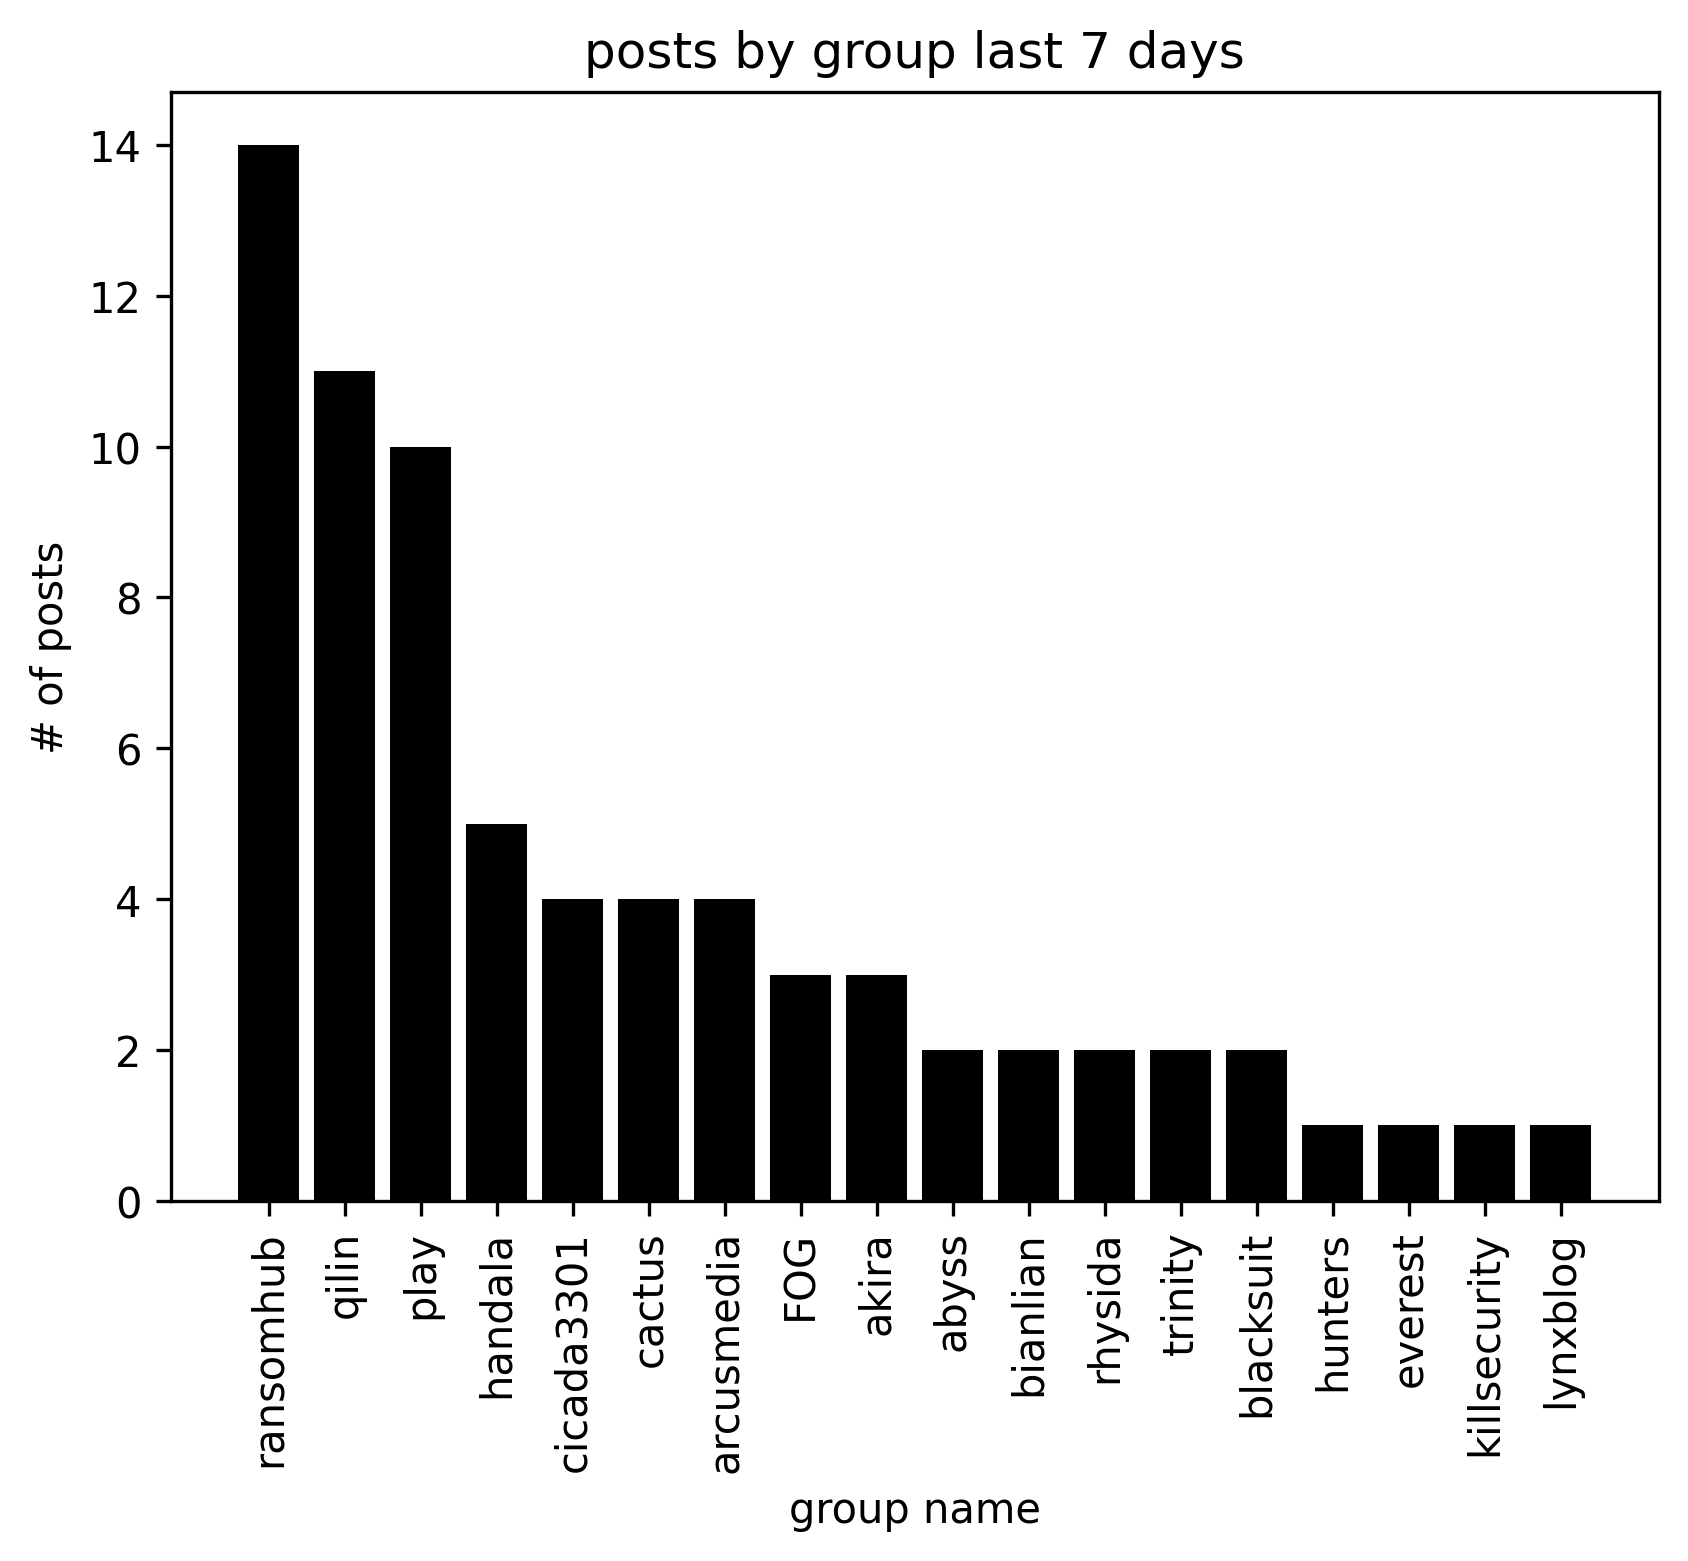 posts by group last 7 days
14
12
10
8
6
4
2
0
# of posts
ransomhub
qilin
play
handala
cicada3301
cactus
arcusmedia
FOG
akira
abyss
bianlian
rhysida
trinity
blacksuit
hunters
everest
killsecurity
lynxblog
group name